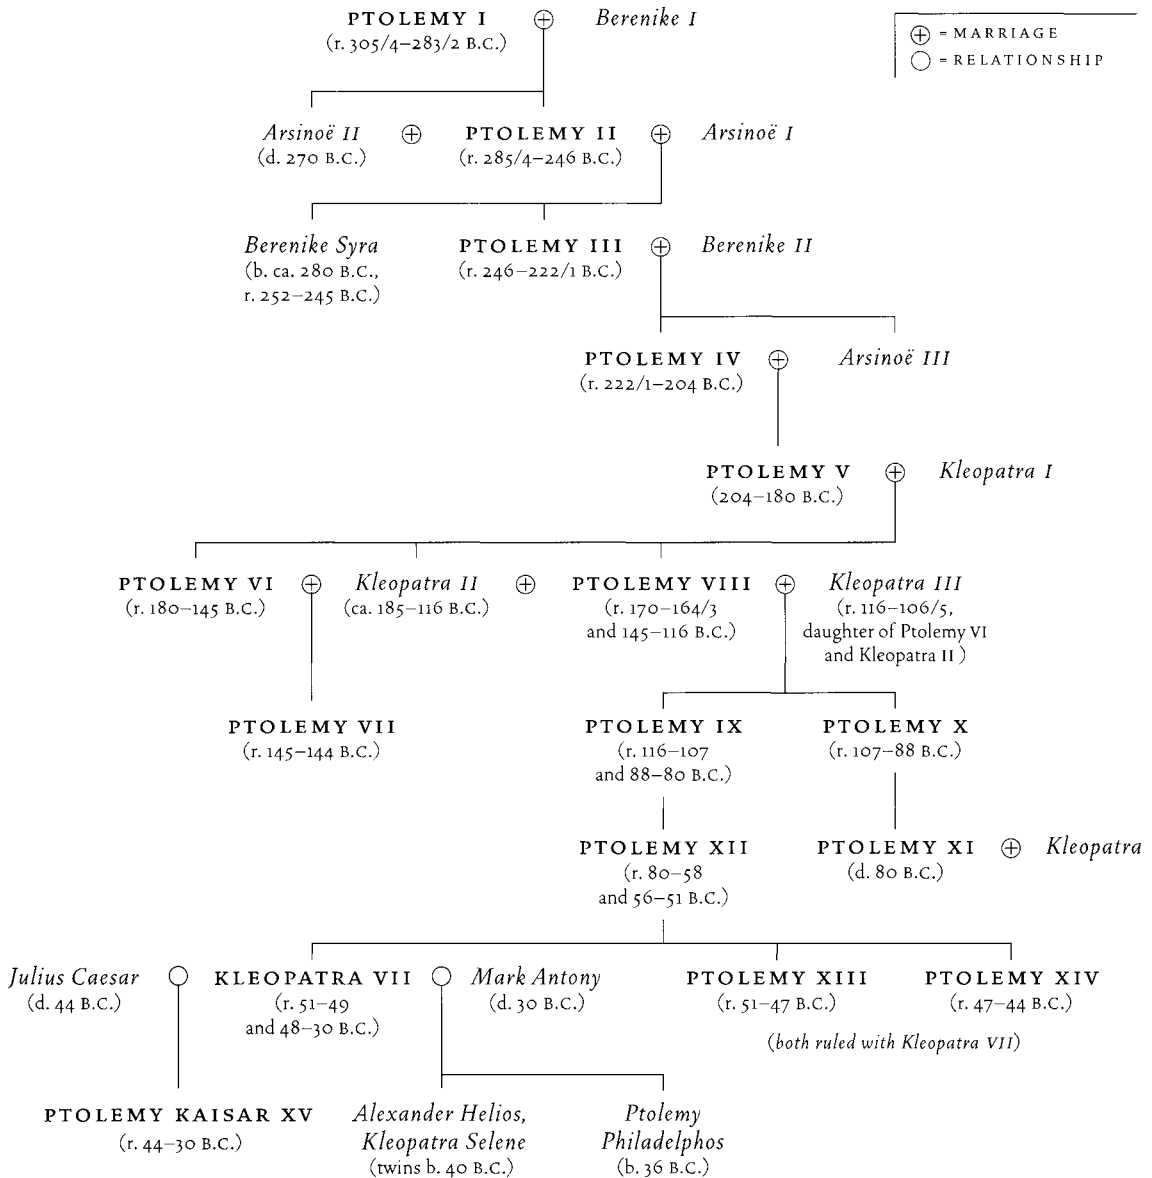 PTOLEMY I ⊕ Berenike I
(r. 305/4–283/2 B.C.)
⊕ = MARRIAGE
○ = RELATIONSHIP
Arsinoë II ⊕ PTOLEMY II ⊕ Arsinoë I
(d. 270 B.C.) (r. 285/4–246 B.C.)
Berenike Syra PTOLEMY III ⊕ Berenike II
(b. ca. 280 B.C., (r. 246–222/1 B.C.)
r. 252–245 B.C.)
PTOLEMY IV ⊕ Arsinoë III
(r. 222/1–204 B.C.)
PTOLEMY V ⊕ Kleopatra I
(204–180 B.C.)
PTOLEMY VI ⊕ Kleopatra II ⊕ PTOLEMY VIII ⊕ Kleopatra III
(r. 180–145 B.C.) (ca. 185–116 B.C.) (r. 170–164/3 (r. 116–106/5,
and 145–116 B.C.) daughter of Ptolemy VI
and Kleopatra II )
PTOLEMY VII PTOLEMY IX PTOLEMY X
(r. 145–144 B.C.) (r. 116–107 (r. 107–88 B.C.)
and 88–80 B.C.)
PTOLEMY XII PTOLEMY XI ⊕ Kleopatra
(r. 80–58 (d. 80 B.C.)
and 56–51 B.C.)
Julius Caesar ○ KLEOPATRA VII ○ Mark Antony PTOLEMY XIII PTOLEMY XIV
(d. 44 B.C.) (r. 51–49 (d. 30 B.C.) (r. 51–47 B.C.) (r. 47–44 B.C.)
and 48–30 B.C.) (both ruled with Kleopatra VII)
PTOLEMY KAISAR XV Alexander Helios, Ptolemy
(r. 44–30 B.C.) Kleopatra Selene Philadelphos
(twins b. 40 B.C.) (b. 36 B.C.)